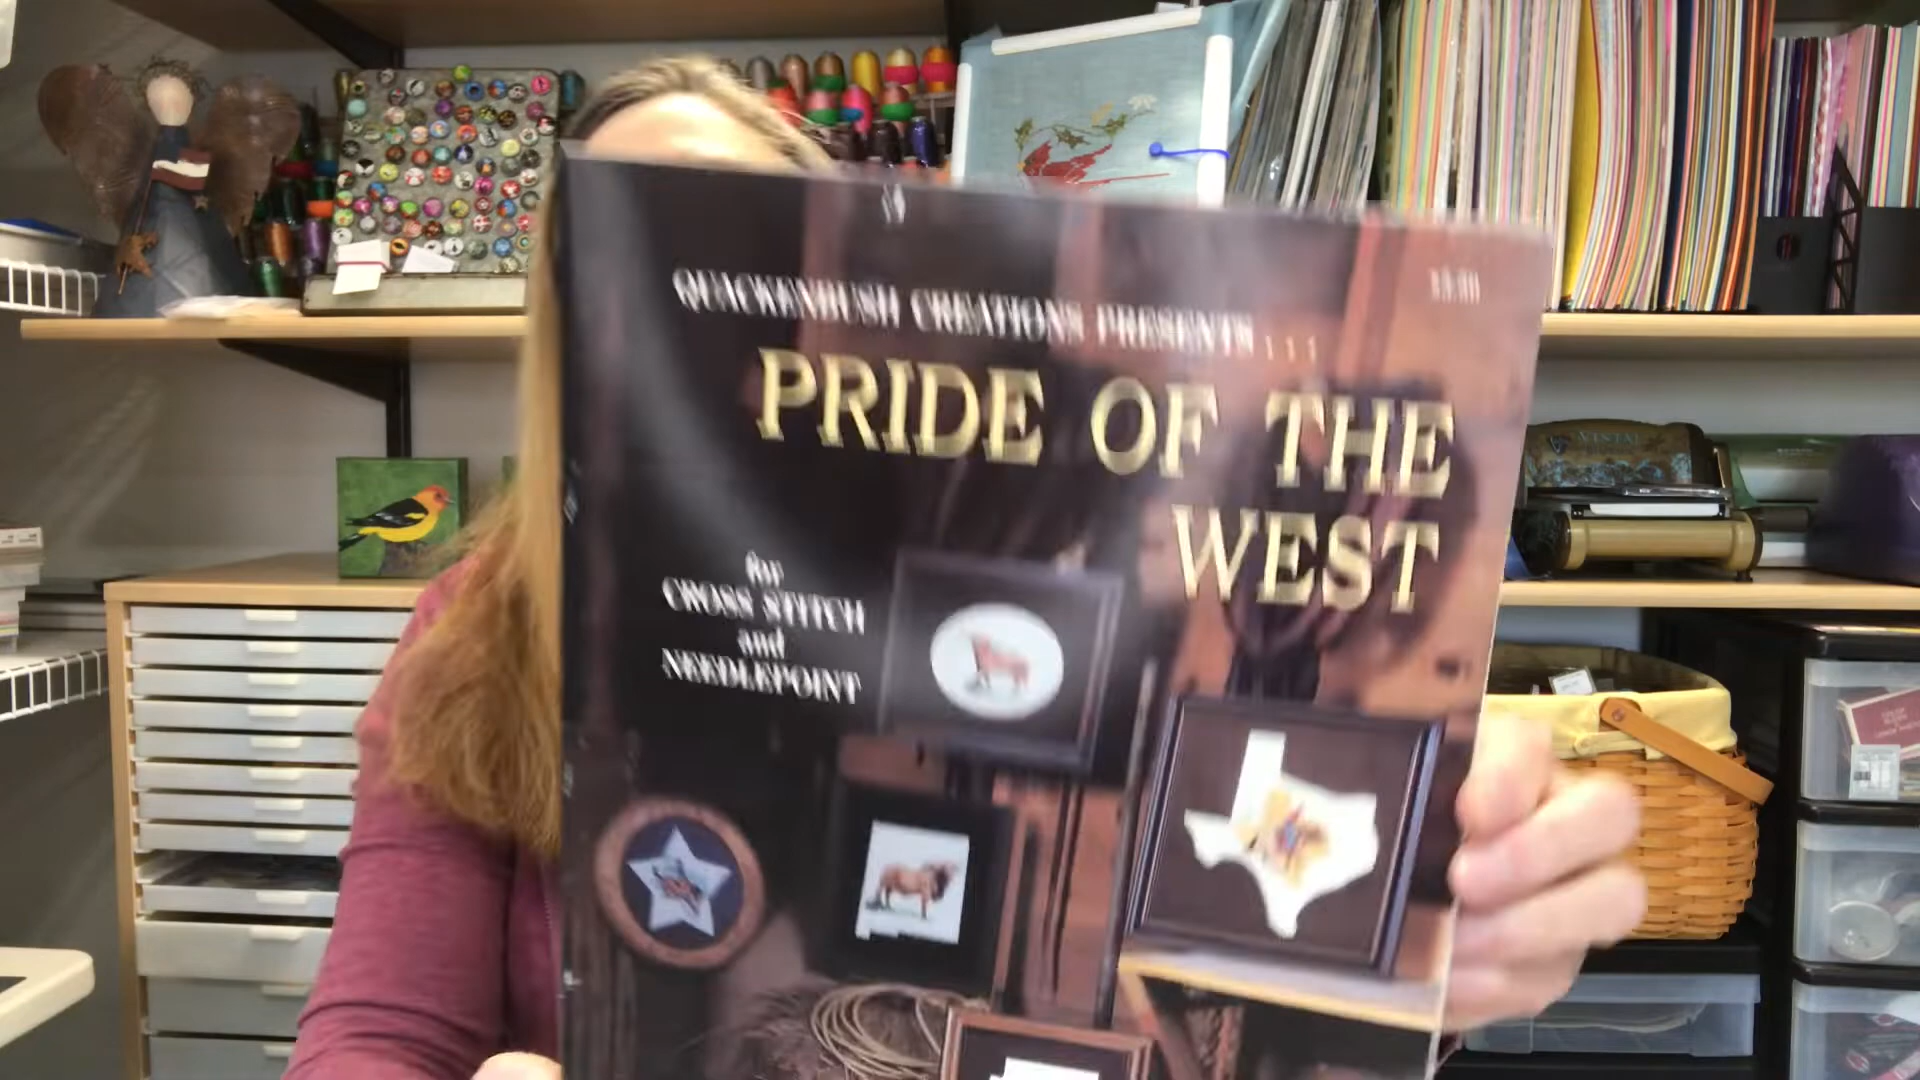 QUACKENBUSH CREATIONS PRESENTS . . .
PRIDE OF THE
WEST
for
CROSS STITCH
and
NEEDLEPOINT